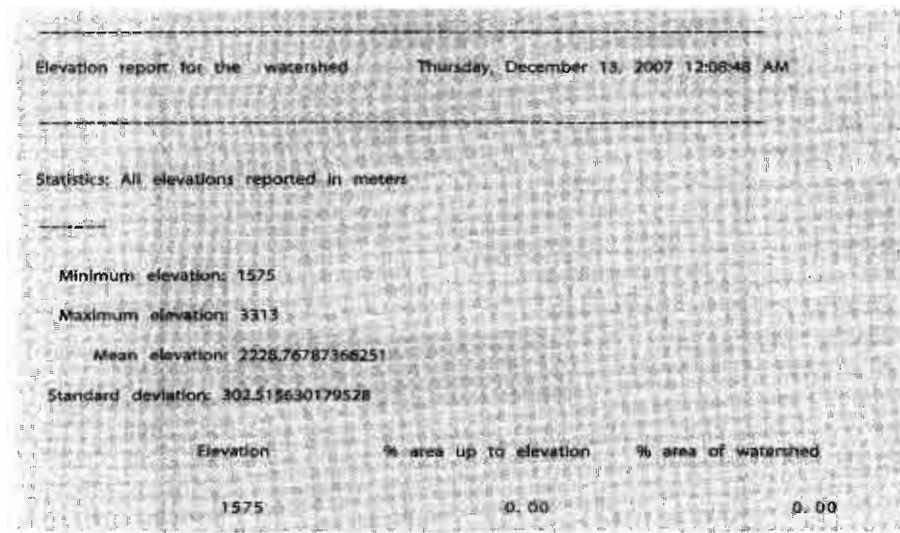 Elevation report for the watershed Thursday, December 13, 2007 12:08:48 AM
Statistics: All elevations reported in meters
Minimum elevation: 1575
Maximum elevation: 3313
Mean elevation: 2228.76787366251
Standard deviation: 302.515630179528
Elevation % area up to elevation % area of watershed
1575 0.00 0.00